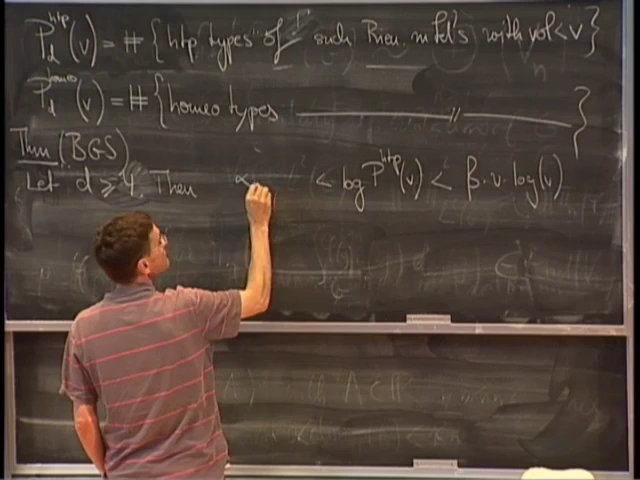 P_d^{htp}(v) = # {htp types of such Riem. mfd's with vol < v}
P_d^{homeo}(v) = # {homeo types ——— " ——— }
Thm (BGS)
Let d ≥ 4. Then α < log P^{htp}(v) < β · v · log(v)